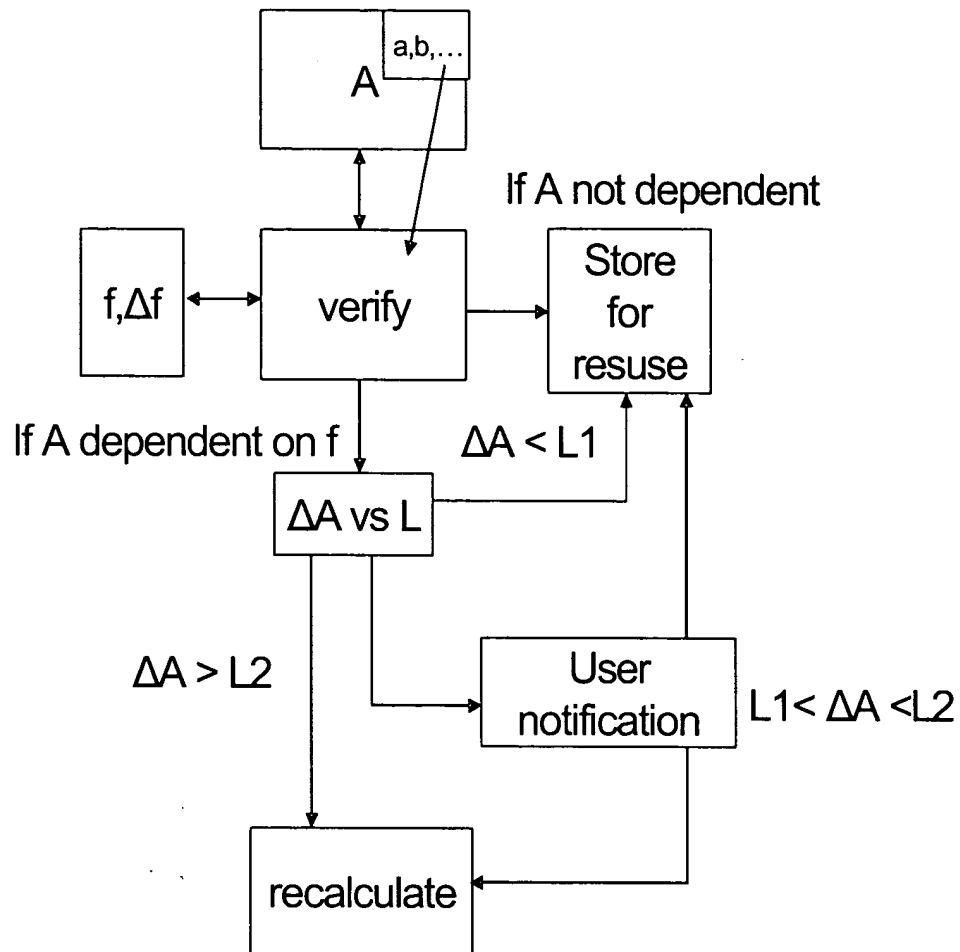 a,b,...
A
If A not dependent
f,Δf
verify
Store
for
resuse
If A dependent on f
ΔA < L1
ΔA vs L
ΔA > L2
User
notification
L1< ΔA <L2
recalculate